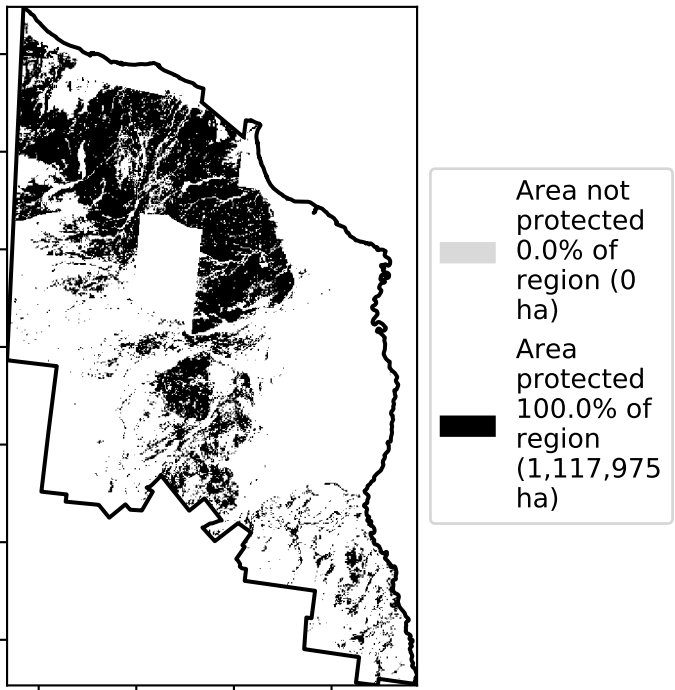 Area not
protected
0.0% of
region (0
ha)
Area
protected
100.0% of
region
(1,117,975
ha)